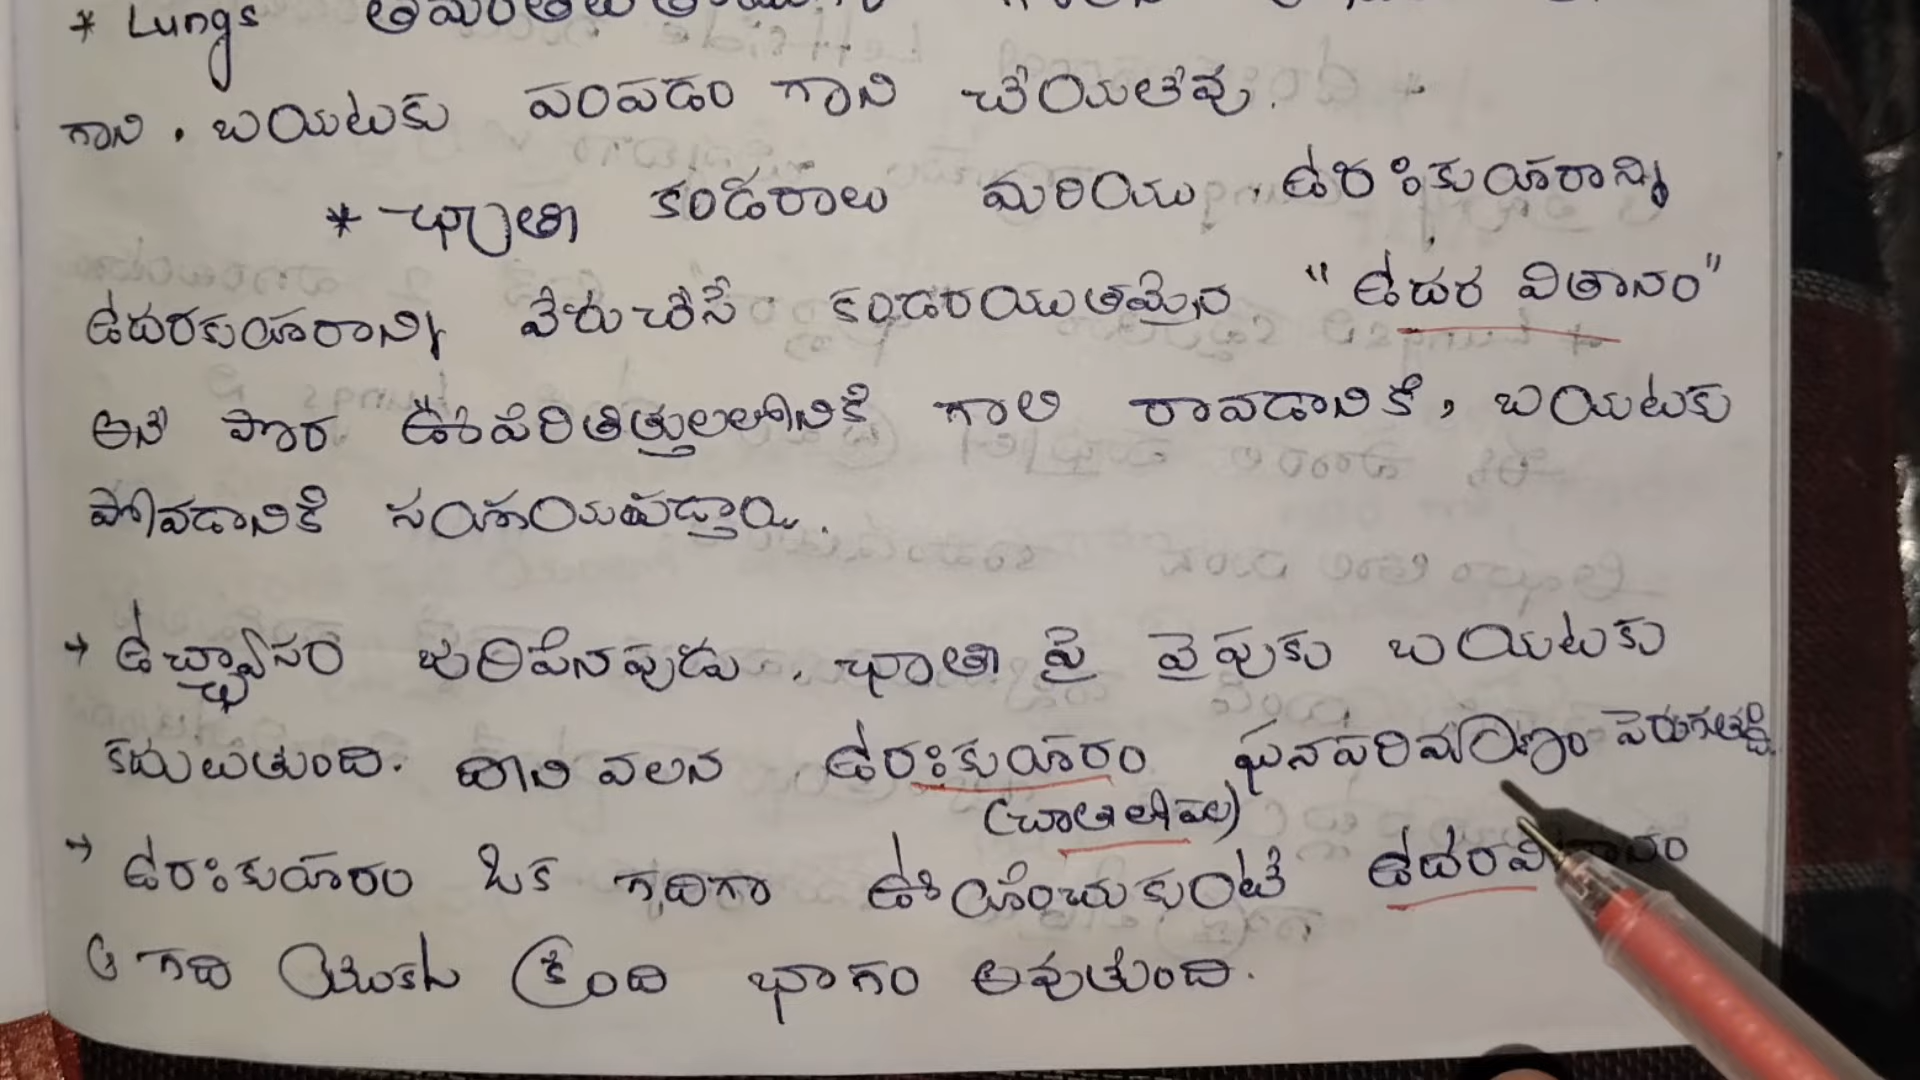 * Lungs
గాని. బయటకు పంపడం గాని చేయలేవు.
* ఛాతి కండరాలు మరియు ఉరఃకుహరాన్ని
ఉదరకుహరాన్ని వేరుచేసే కండరయుతమైన "ఉదర వితానం"
అనే పొర ఊపిరితిత్తులలోనికి గాలి రావడానికి, బయటకు
పోవడానికి సహాయపడ్తాయి.
→ ఉచ్ఛ్వాసం జరిపినపుడు, ఛాతి పై వైపుకు బయటకు
కదులుతుంది. దాని వలన ఉరఃకుహరం ఘనపరిమాణం పెరుగుతుంది
(ఛాతిలోపల)
→ ఉరఃకుహరం ఒక గదిగా ఊహించుకుంటే ఉదరవితానం
ఆ గది యొక్క క్రింది భాగం అవుతుంది.